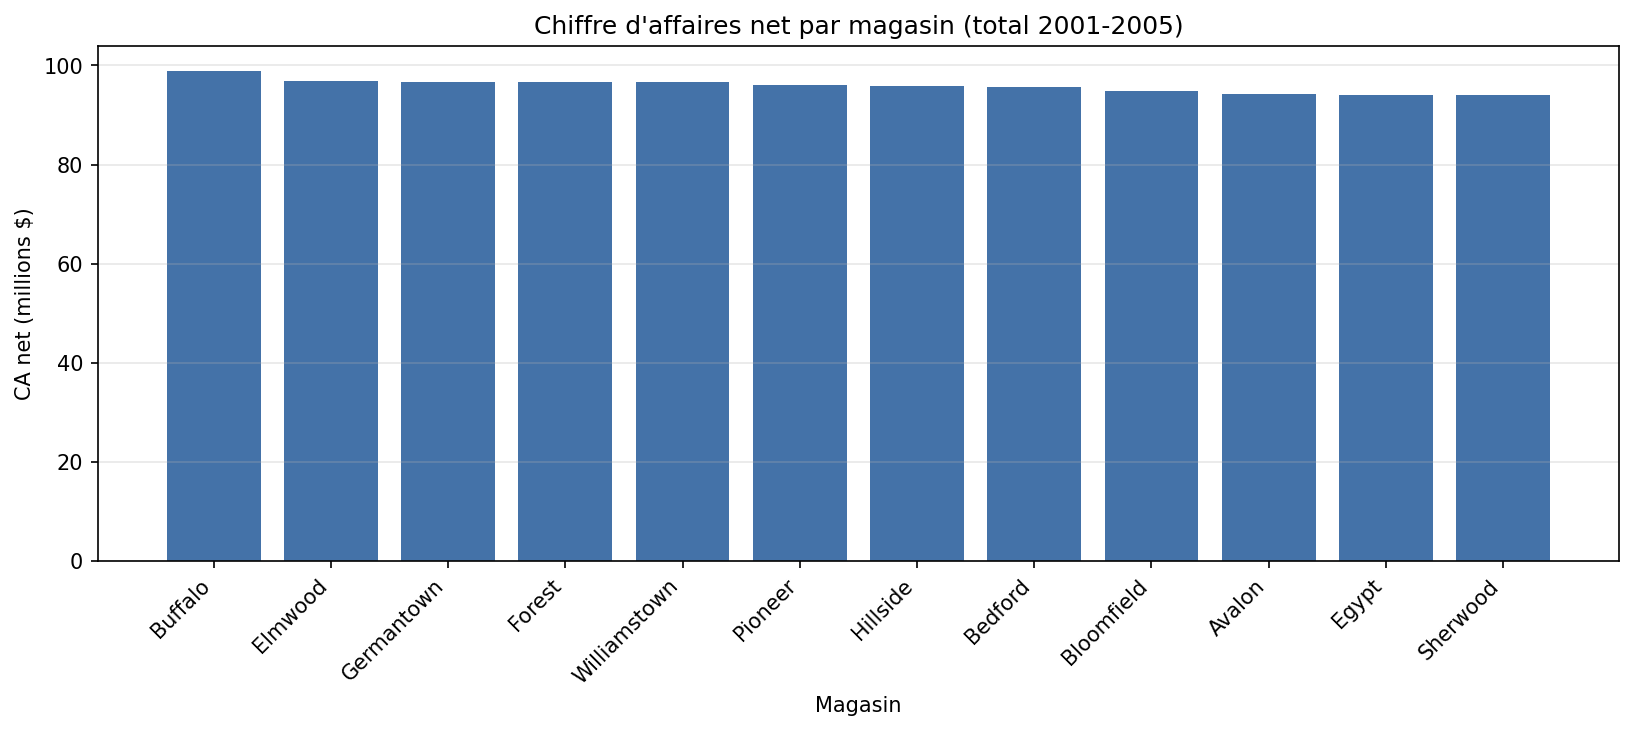 Chiffre d'affaires net par magasin (total 2001-2005)
CA net (millions $)
100
80
60
40
20
0
Buffalo
Elmwood
Germantown
Forest
Williamstown
Pioneer
Hillside
Bedford
Bloomfield
Avalon
Egypt
Sherwood
Magasin